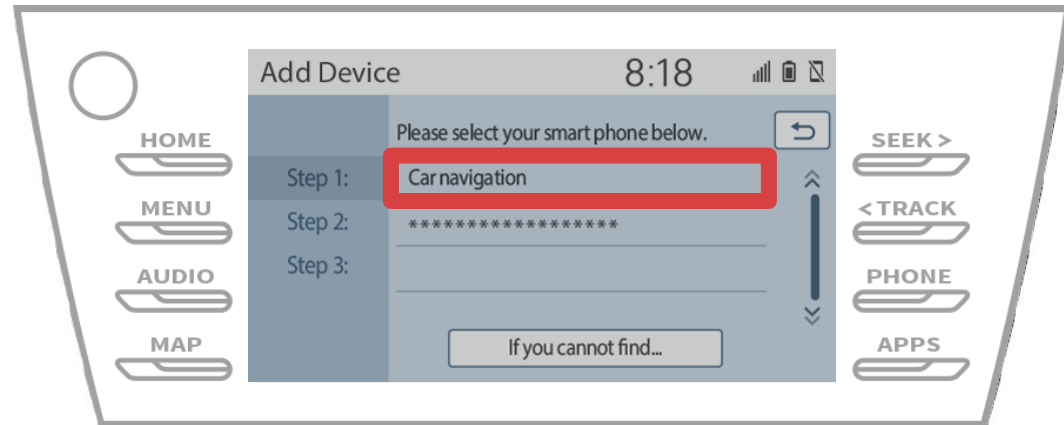 Add Device
8:18
Please select your smart phone below.
HOME
MENU
AUDIO
MAP
Step 1:
Car navigation
Step 2:
******************
Step 3:
If you cannot find...
SEEK >
< TRACK
PHONE
APPS